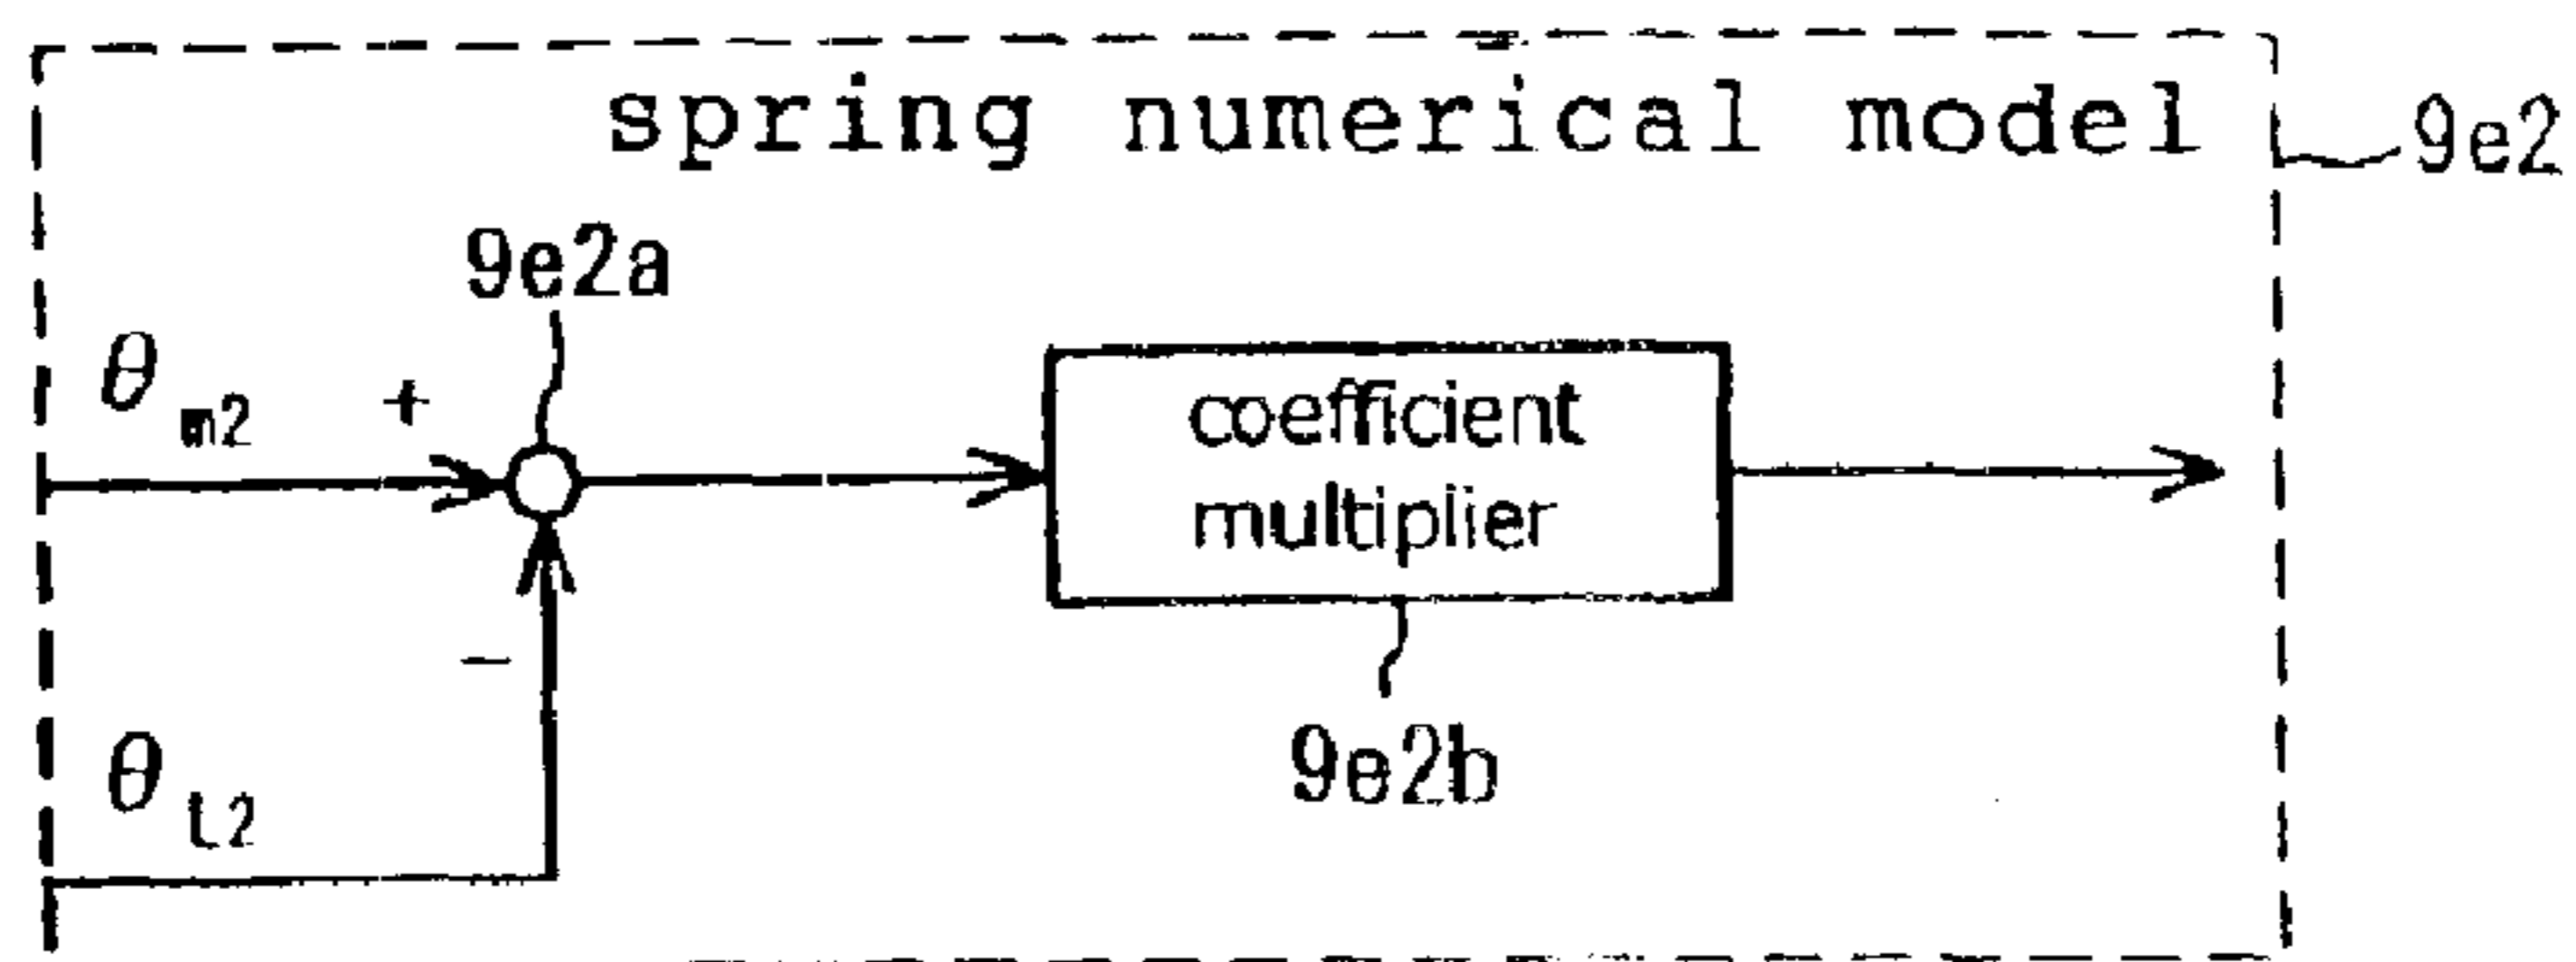 spring numerical model
9e2
9e2a
θm2
+
coefficient
multiplier
−
9e2b
θt2